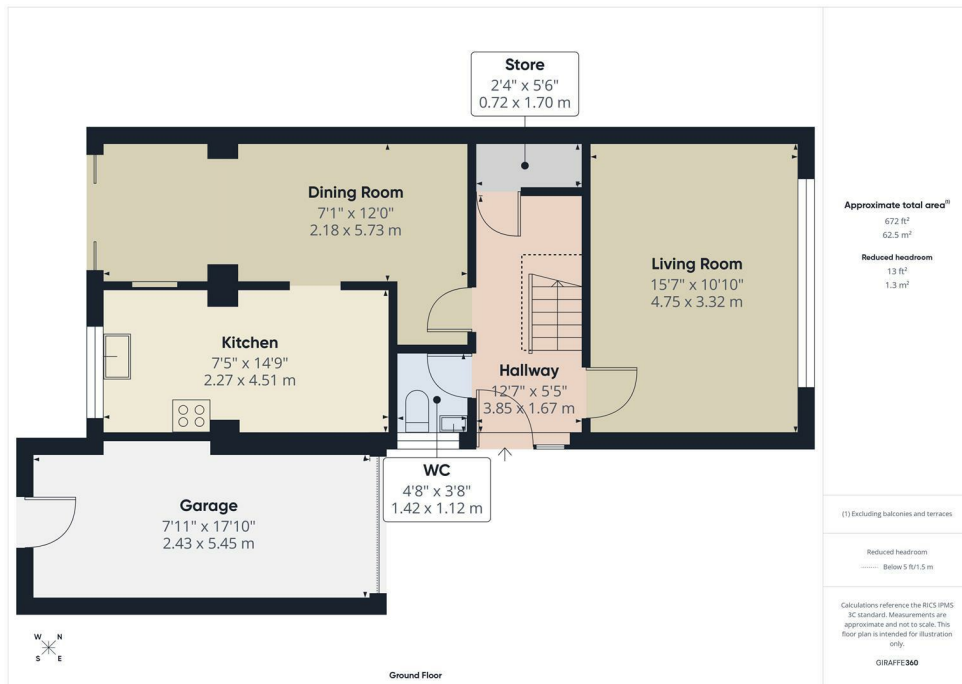 Store
2'4" x 5'6"
0.72 x 1.70 m
Dining Room
7'1" x 12'0"
2.18 x 5.73 m
Living Room
15'7" x 10'10"
4.75 x 3.32 m
Kitchen
7'5" x 14'9"
2.27 x 4.51 m
Hallway
12'7" x 5'5"
3.85 x 1.67 m
WC
4'8" x 3'8"
1.42 x 1.12 m
Garage
7'11" x 17'10"
2.43 x 5.45 m
W N
S E
Ground Floor
Approximate total area(1)
672 ft²
62.5 m²
Reduced headroom
13 ft²
1.3 m²
(1) Excluding balconies and terraces
Reduced headroom
Below 5 ft/1.5 m
Calculations reference the RICS IPMS
3C standard. Measurements are
approximate and not to scale. This
floor plan is intended for illustration
only.
GIRAFFE360